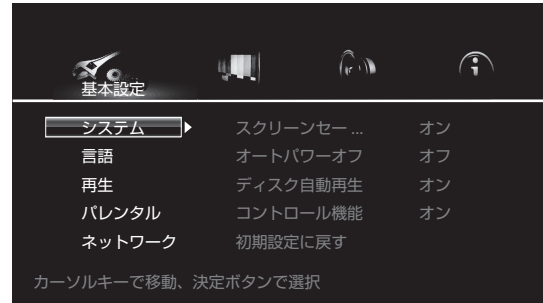 基本設定
システム スクリーンセー... オン
言語 オートパワーオフ オフ
再生 ディスク自動再生 オン
パレンタル コントロール機能 オン
ネットワーク 初期設定に戻す
カーソルキーで移動、決定ボタンで選択